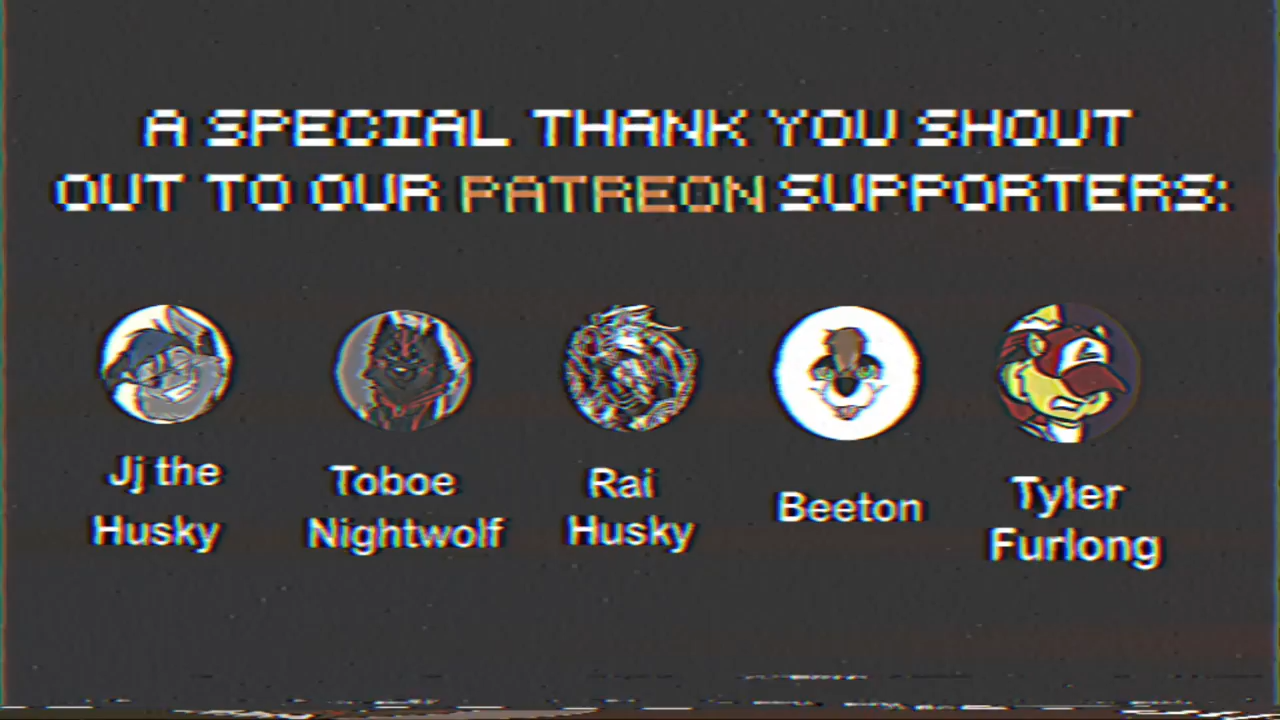 A SPECIAL THANK YOU SHOUT
OUT TO OUR PATREON SUPPORTERS:
Jj the
Husky
Toboe
Nightwolf
Rai
Husky
Beeton
Tyler
Furlong